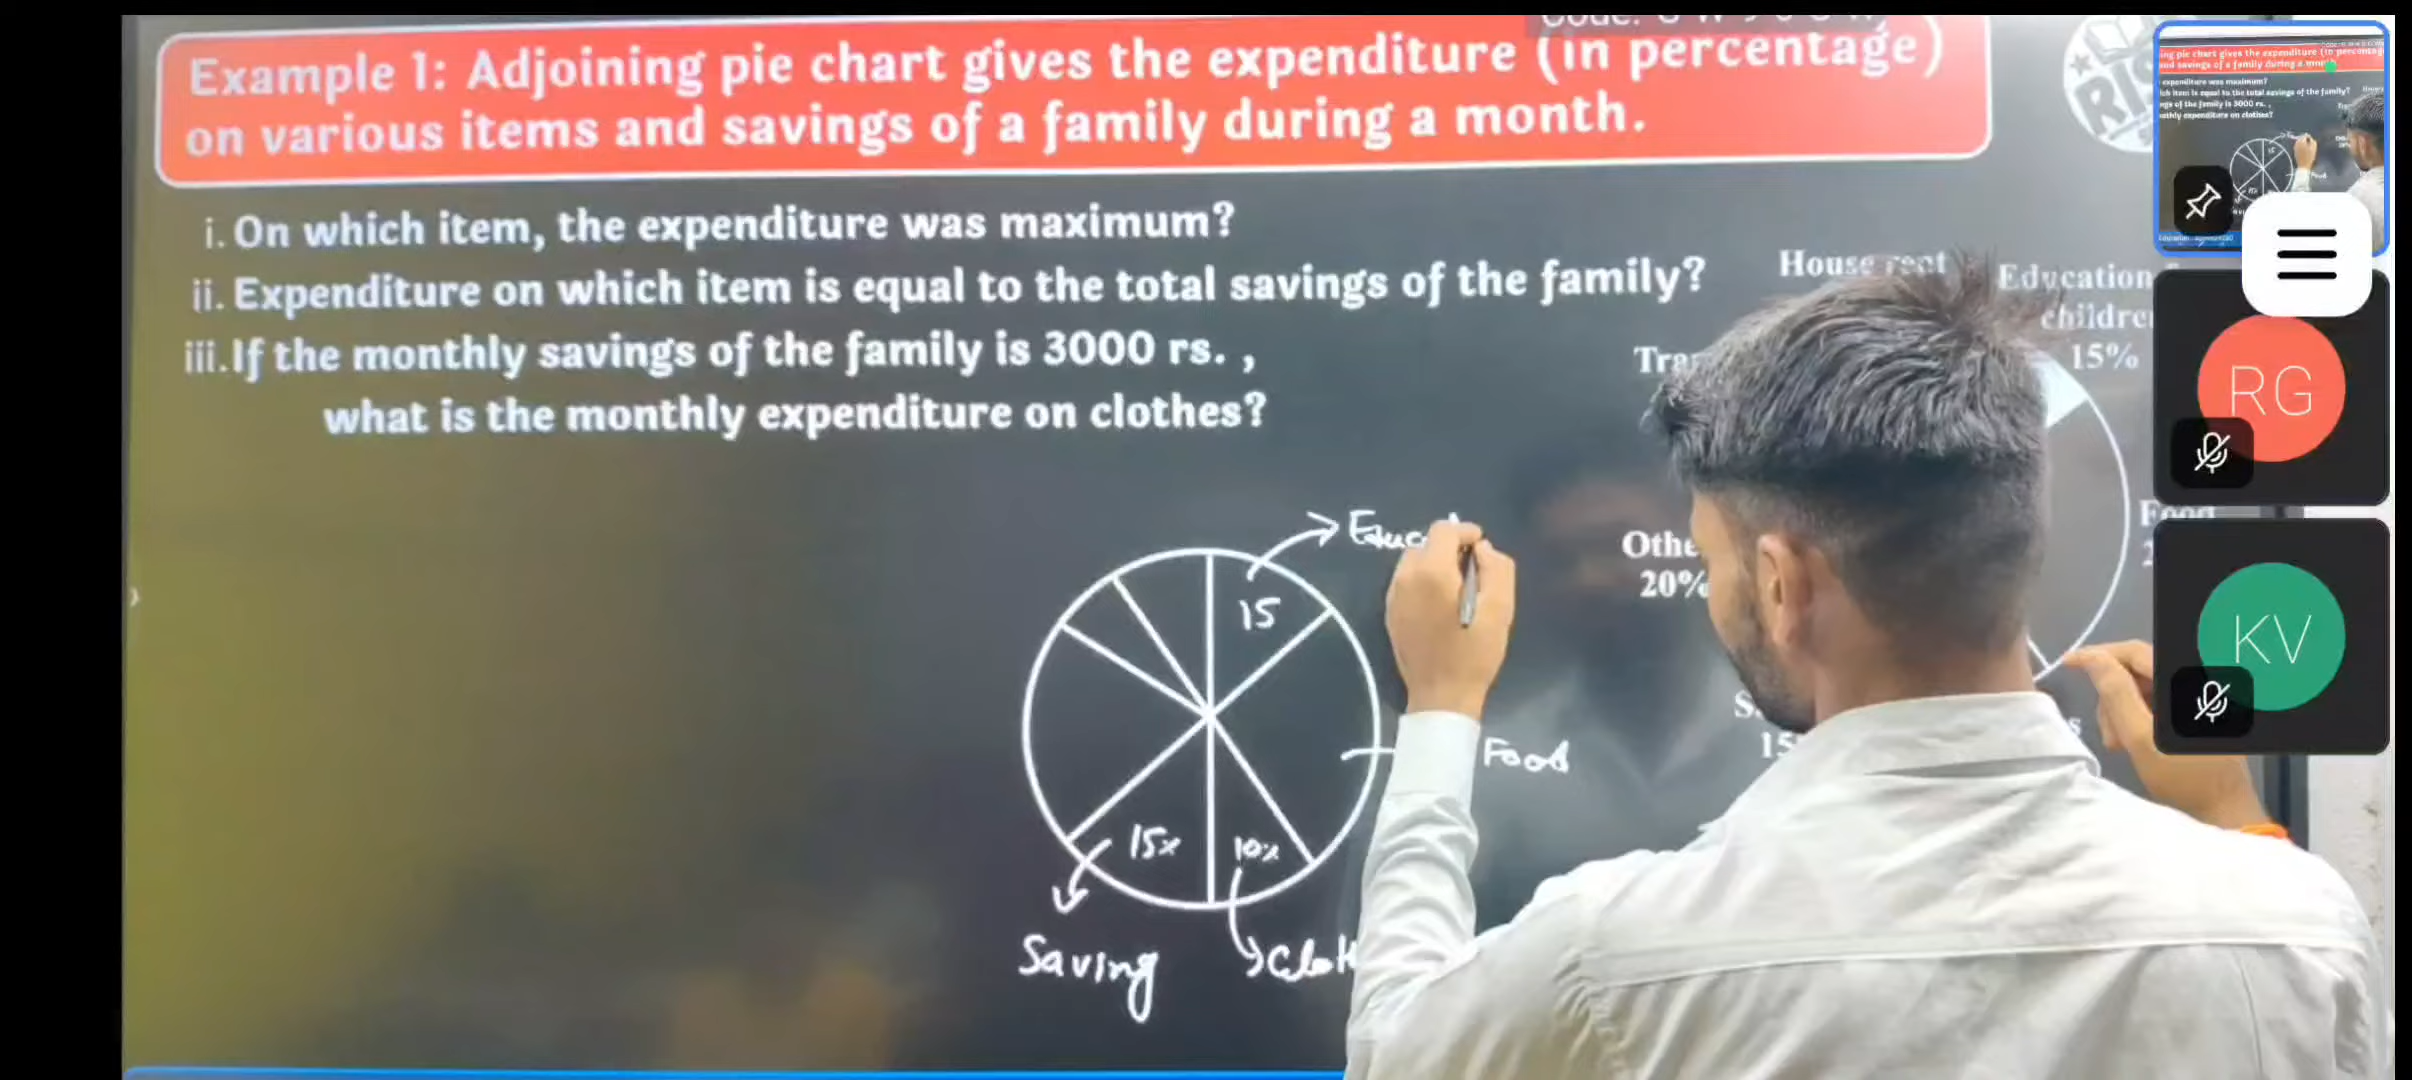 Example 1: Adjoining pie chart gives the expenditure (in percentage)
on various items and savings of a family during a month.
i. On which item, the expenditure was maximum?
ii. Expenditure on which item is equal to the total savings of the family?
iii. If the monthly savings of the family is 3000 rs. ,
what is the monthly expenditure on clothes?
House rent
Education
15%
20%
15
Food
15%
10%
Saving
RG
KV